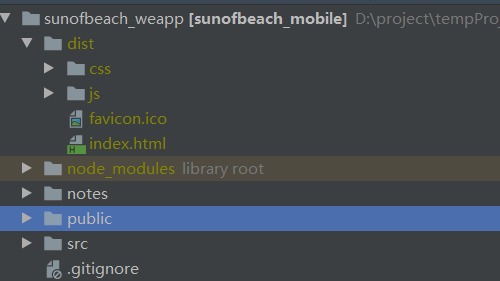 sunofbeach_weapp [sunofbeach_mobile] D:\project\tempPro
dist
css
js
favicon.ico
index.html
node_modules library root
notes
public
src
.gitignore